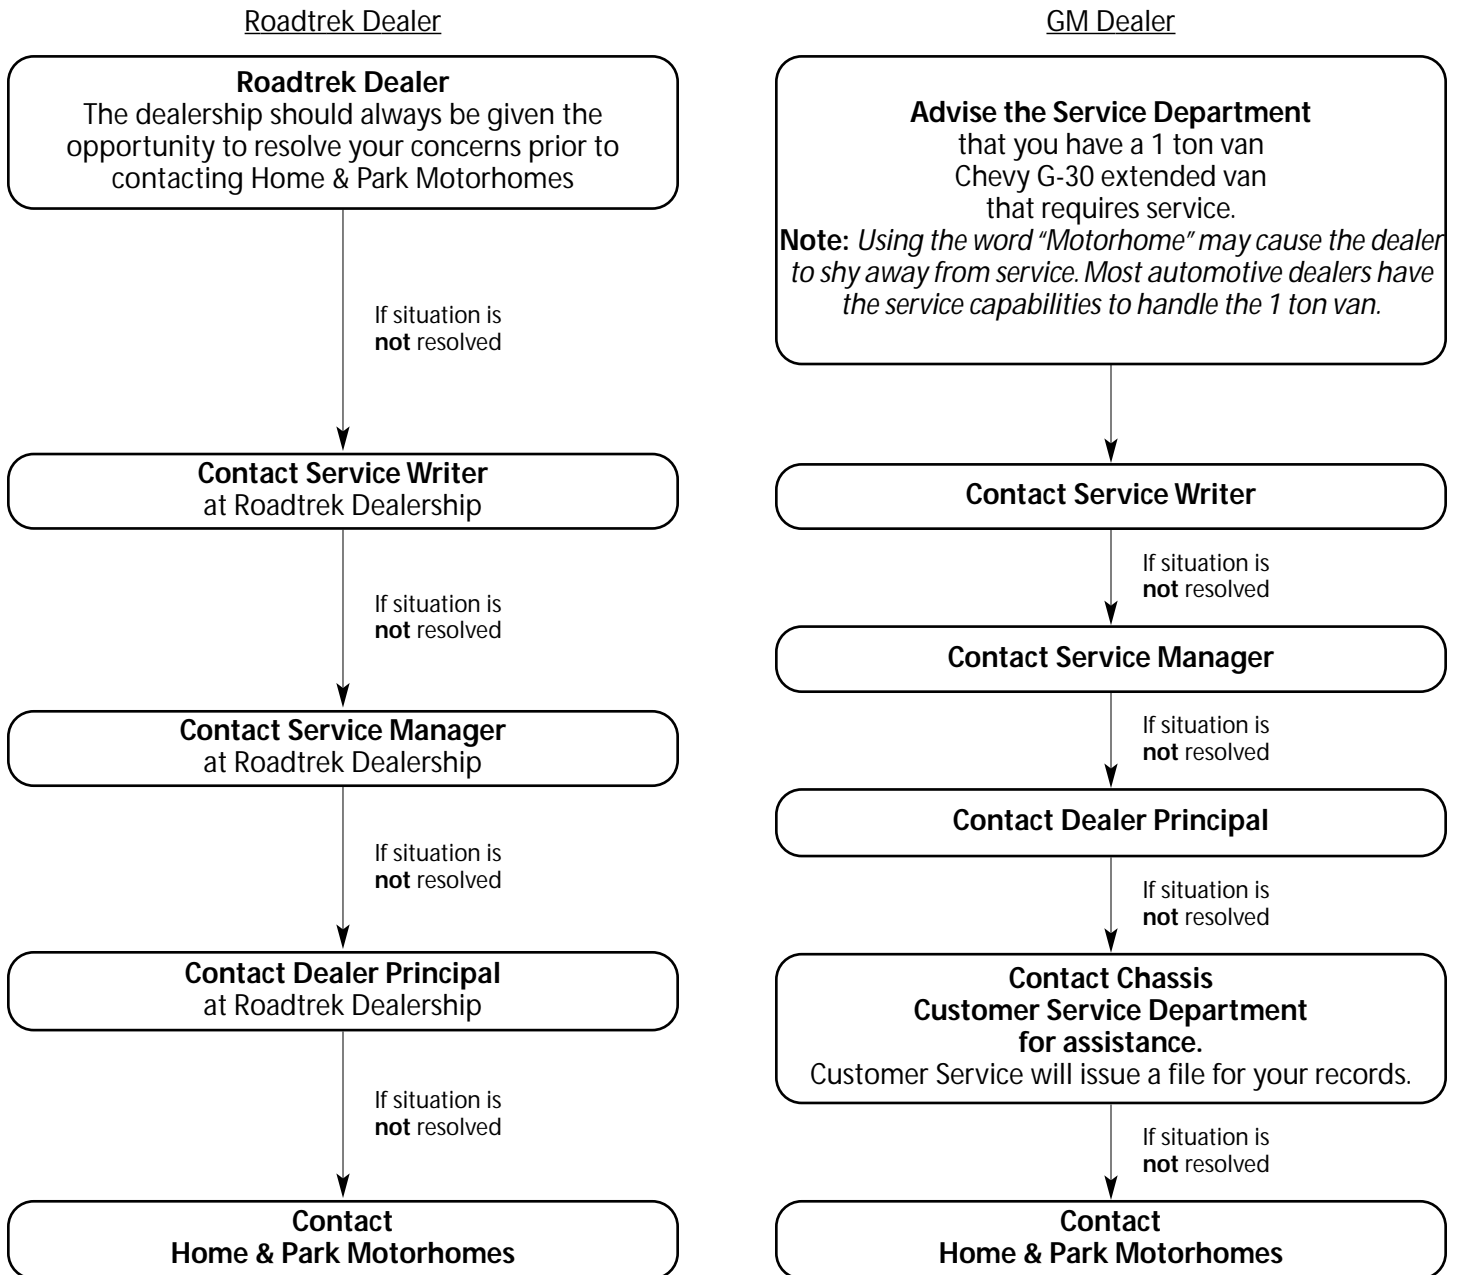 Roadtrek Dealer
Roadtrek Dealer
The dealership should always be given the
opportunity to resolve your concerns prior to
contacting Home & Park Motorhomes
If situation is
not resolved
Contact Service Writer
at Roadtrek Dealership
If situation is
not resolved
Contact Service Manager
at Roadtrek Dealership
If situation is
not resolved
Contact Dealer Principal
at Roadtrek Dealership
If situation is
not resolved
Contact
Home & Park Motorhomes
GM Dealer
Advise the Service Department
that you have a 1 ton van
Chevy G-30 extended van
that requires service.
Note: Using the word “Motorhome” may cause the dealer
to shy away from service. Most automotive dealers have
the service capabilities to handle the 1 ton van.
Contact Service Writer
If situation is
not resolved
Contact Service Manager
If situation is
not resolved
Contact Dealer Principal
If situation is
not resolved
Contact Chassis
Customer Service Department
for assistance.
Customer Service will issue a file for your records.
If situation is
not resolved
Contact
Home & Park Motorhomes